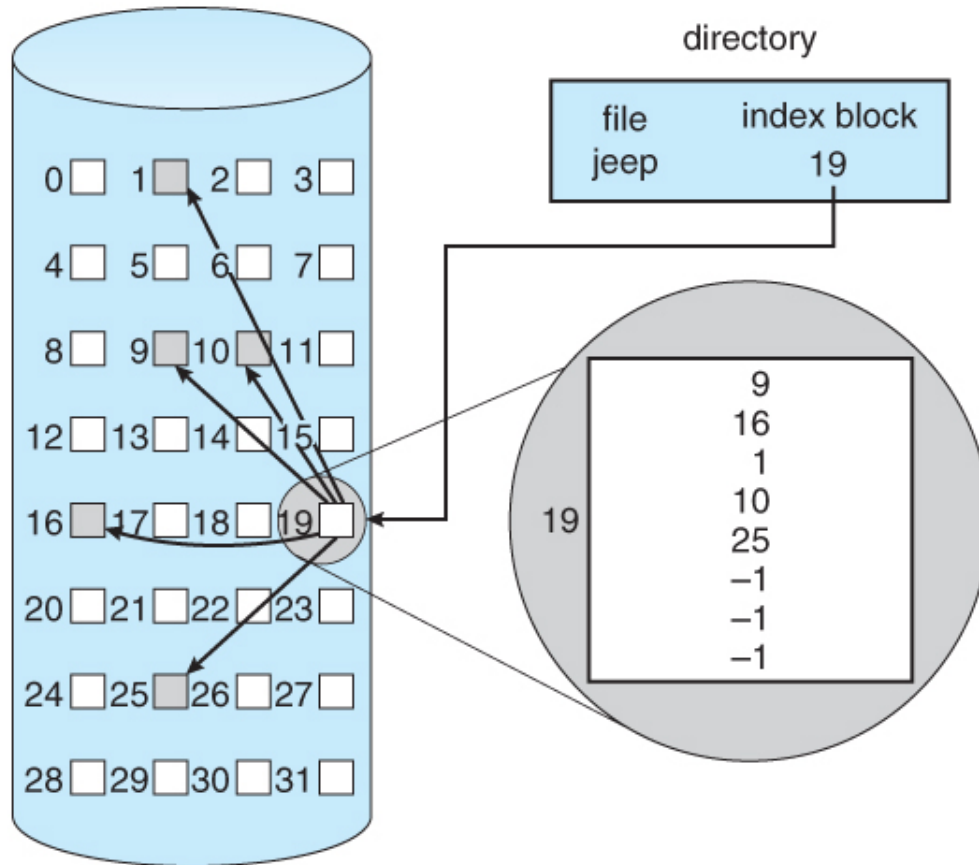 directory
file index block
jeep 19
0 1 2 3
4 5 6 7
8 9 10 11
12 13 14 15
16 17 18 19
20 21 22 23
24 25 26 27
28 29 30 31
19
9
16
1
10
25
–1
–1
–1